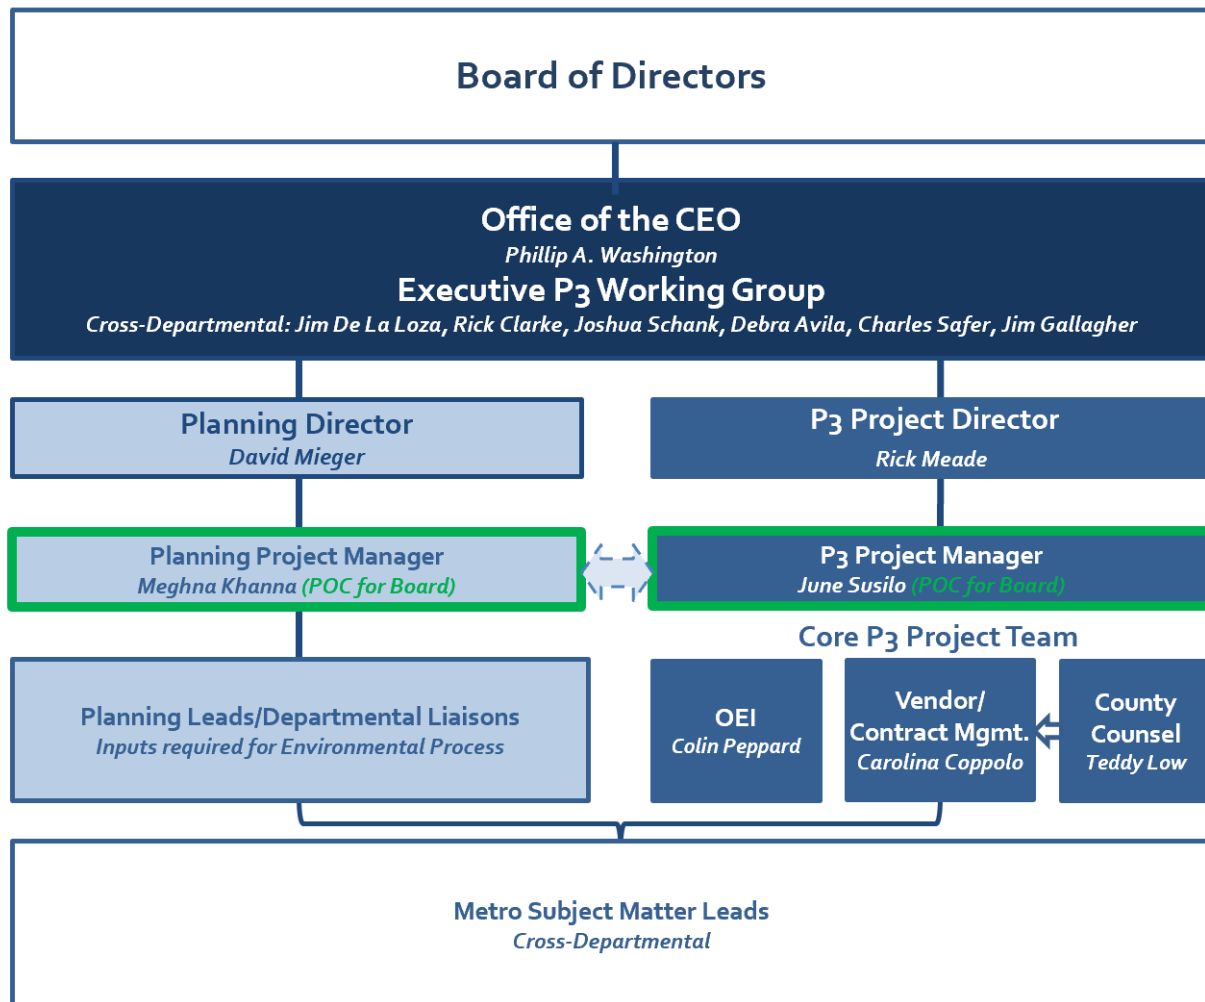 Board of Directors
Office of the CEO
Phillip A. Washington
Executive P3 Working Group
Cross-Departmental: Jim De La Loza, Rick Clarke, Joshua Schank, Debra Avila, Charles Safer, Jim Gallagher
Planning Director
David Mieger
P3 Project Director
Rick Meade
Planning Project Manager
Meghna Khanna (POC for Board)
P3 Project Manager
June Susilo (POC for Board)
Core P3 Project Team
Planning Leads/Departmental Liaisons
Inputs required for Environmental Process
OEI
Colin Peppard
Vendor/
Contract Mgmt.
Carolina Coppolo
County
Counsel
Teddy Low
Metro Subject Matter Leads
Cross-Departmental